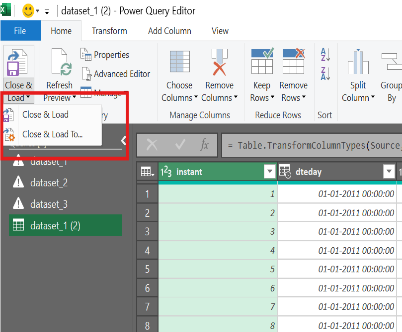 dataset_1 (2) - Power Query Editor
File Home Transform Add Column View
Close & Load
Refresh Preview
Properties
Advanced Editor
Choose Columns
Remove Columns
Keep Rows
Remove Rows
Split Column
Group By
Manage Columns
Reduce Rows
Sort
Close & Load
Close & Load To...
dataset_1
dataset_2
dataset_3
dataset_1 (2)
fx = Table.TransformColumnTypes(Source,
instant dteday
1 1 01-01-2011 00:00:00
2 2 01-01-2011 00:00:00
3 3 01-01-2011 00:00:00
4 4 01-01-2011 00:00:00
5 5 01-01-2011 00:00:00
6 6 01-01-2011 00:00:00
7 7 01-01-2011 00:00:00
8 8 01-01-2011 00:00:00